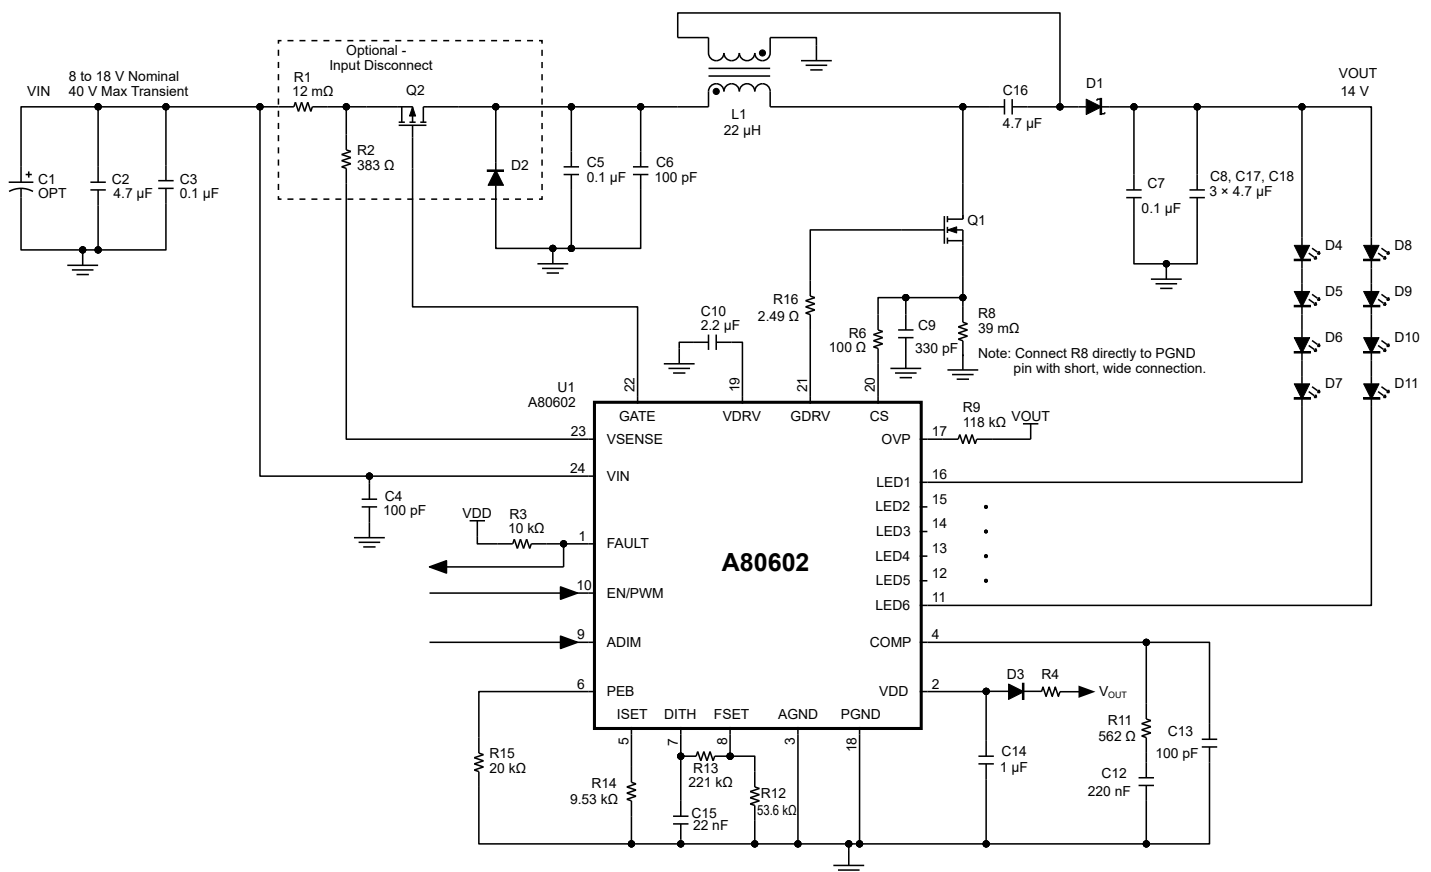 Optional -
Input Disconnect
8 to 18 V Nominal
VIN
40 V Max Transient
R1
12 mΩ
Q2
R2
383 Ω
D2
L1
22 µH
C16
4.7 µF
D1
VOUT
14 V
+
C1
OPT
C2
4.7 µF
C3
0.1 µF
C5
0.1 µF
C6
100 pF
C7
0.1 µF
C8, C17, C18
3 × 4.7 µF
Q1
D4
D8
D5
D9
D6
D10
D7
D11
C10
2.2 µF
R16
2.49 Ω
R6
100 Ω
C9
330 pF
R8
39 mΩ
Note: Connect R8 directly to PGND
pin with short, wide connection.
U1
A80602
22
19
21
20
GATE
VDRV
GDRV
CS
23
VSENSE
OVP
17
R9
118 kΩ
VOUT
24
VIN
LED1
16
C4
100 pF
LED2
15
VDD
R3
10 kΩ
1
FAULT
LED3
14
LED4
13
A80602
LED5
12
10
EN/PWM
LED6
11
9
ADIM
COMP
4
6
PEB
VDD
2
D3
R4
VOUT
ISET
DITH
FSET
AGND
PGND
5
7
8
3
18
R15
20 kΩ
R14
9.53 kΩ
R13
221 kΩ
C15
22 nF
R12
53.6 kΩ
C14
1 µF
R11
562 Ω
C12
220 nF
C13
100 pF